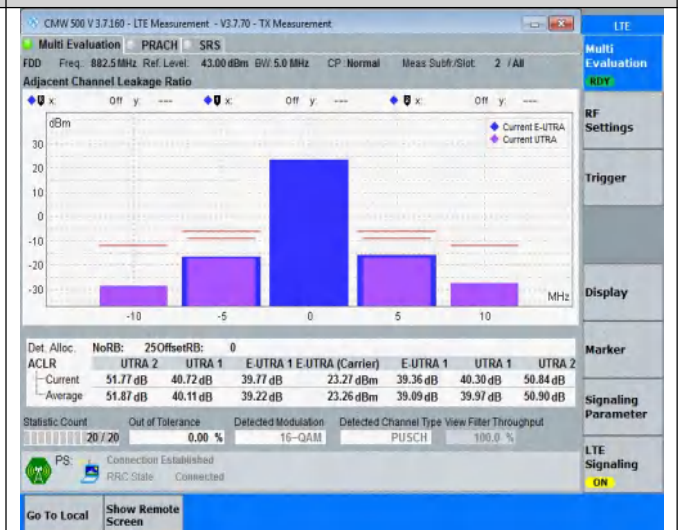 CMW 500 V 3.7.160 - LTE Measurement - V3.7.70 - TX Measurement
LTE
Multi Evaluation PRACH SRS
Multi Evaluation
RDY
FDD Freq.: 882.5 MHz Ref. Level: 43.00 dBm BW: 5.0 MHz CP: Normal Meas Subfr./Slot: 2 / All
Adjacent Channel Leakage Ratio
x: Off y: --- x: Off y: --- x: Off y: ---
RF Settings
dBm
Current E-UTRA
Current UTRA
30
20
10
0
-10
-20
-30
MHz
-10 -5 0 5 10
Trigger
Display
Marker
Signaling Parameter
LTE Signaling
ON
Det. Alloc. NoRB: 25 OffsetRB: 0
ACLR UTRA 2 UTRA 1 E-UTRA 1 E-UTRA (Carrier) E-UTRA 1 UTRA 1 UTRA 2
Current 51.77 dB 40.72 dB 39.77 dB 23.27 dBm 39.36 dB 40.30 dB 50.84 dB
Average 51.87 dB 40.11 dB 39.22 dB 23.26 dBm 39.09 dB 39.97 dB 50.90 dB
Statistic Count Out of Tolerance Detected Modulation Detected Channel Type View Filter Throughput
20 / 20 0.00 % 16-QAM PUSCH 100.0 %
PS: Connection Established
RRC State Connected
Go To Local
Show Remote Screen